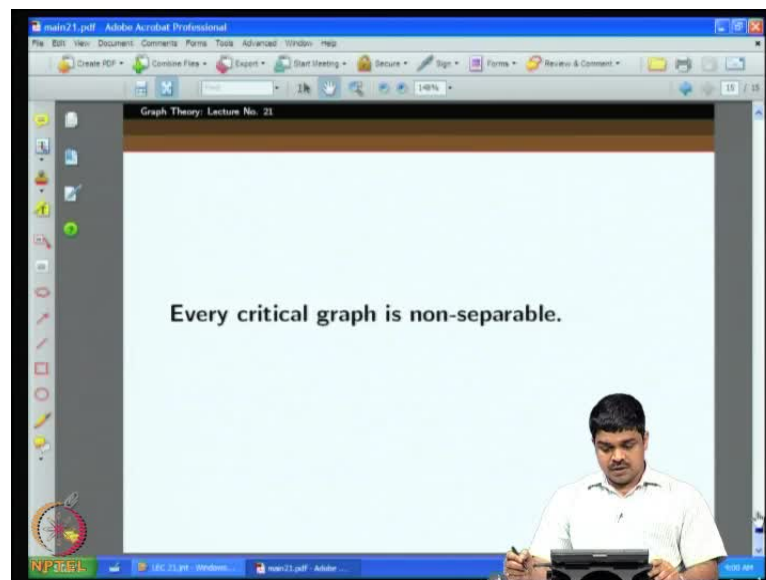 main21.pdf - Adobe Acrobat Professional
File Edit View Document Comments Forms Tools Advanced Window Help
Create PDF Combine Files Export Start Meeting Secure Sign Forms Review & Comment
148% 15 / 15
Graph Theory: Lecture No. 21
Every critical graph is non-separable.
NPTEL LEC 21.jnt - Windows... main21.pdf - Adobe ... 9:00 AM